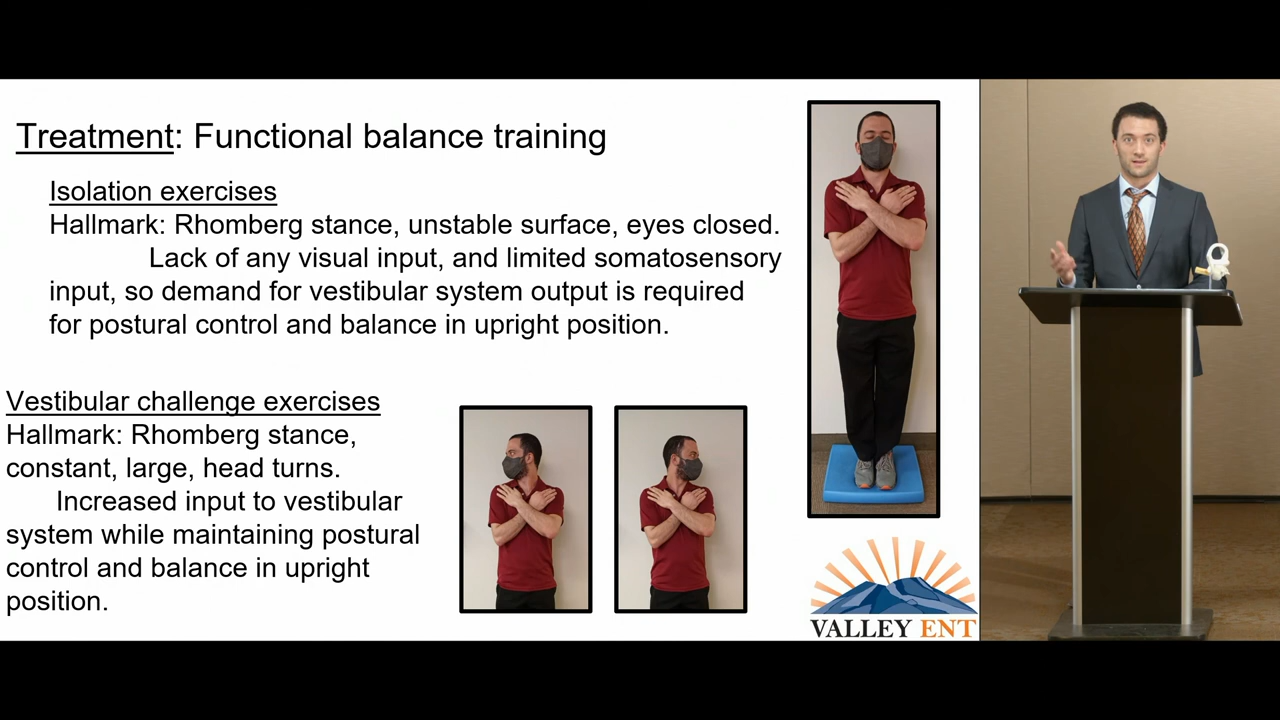 Treatment: Functional balance training
Isolation exercises
Hallmark: Rhomberg stance, unstable surface, eyes closed.
Lack of any visual input, and limited somatosensory
input, so demand for vestibular system output is required
for postural control and balance in upright position.
Vestibular challenge exercises
Hallmark: Rhomberg stance,
constant, large, head turns.
Increased input to vestibular
system while maintaining postural
control and balance in upright
position.
VALLEY ENT